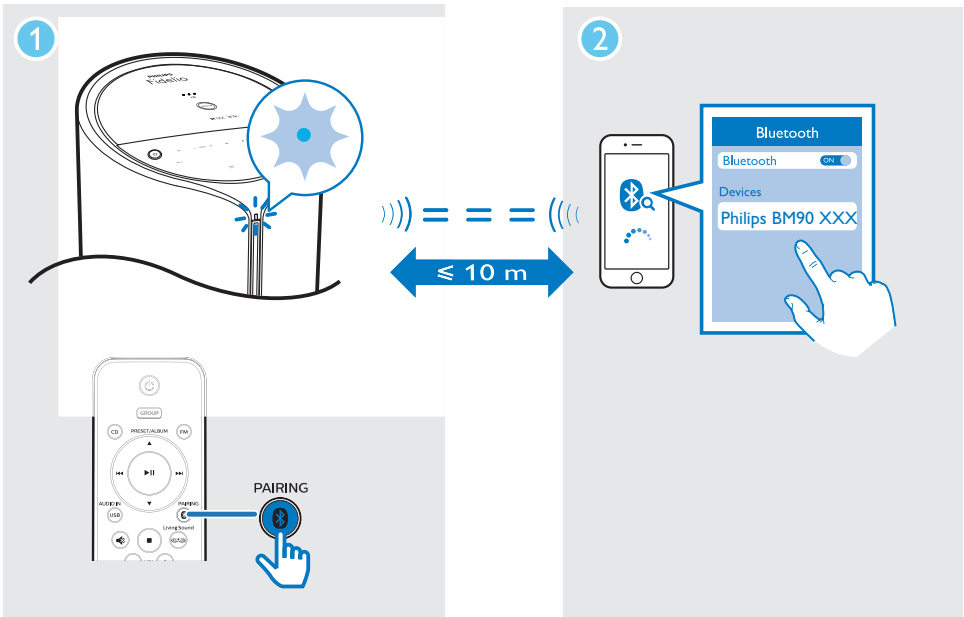 1
PHILIPS
Fidelio
PAIRING
GROUP
CD
PRESET/ALBUM
FM
AUDIO IN
USB
PAIRING
Living Sound
≤ 10 m
2
Bluetooth
Bluetooth
ON
Devices
Philips BM90 XXX